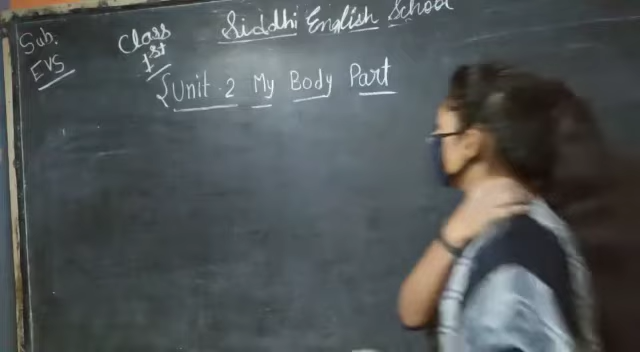 Siddhi English School
Sub. Class
EVS 1st
{Unit. 2 My Body Part